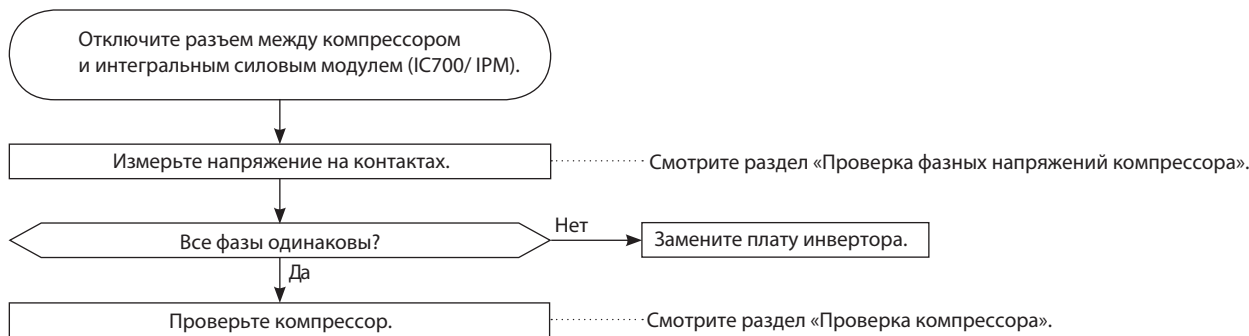 Отключите разъем между компрессором
и интегральным силовым модулем (IC700/ IPM).
Измерьте напряжение на контактах.
Смотрите раздел «Проверка фазных напряжений компрессора».
Все фазы одинаковы?
Нет
Замените плату инвертора.
Да
Проверьте компрессор.
Смотрите раздел «Проверка компрессора».